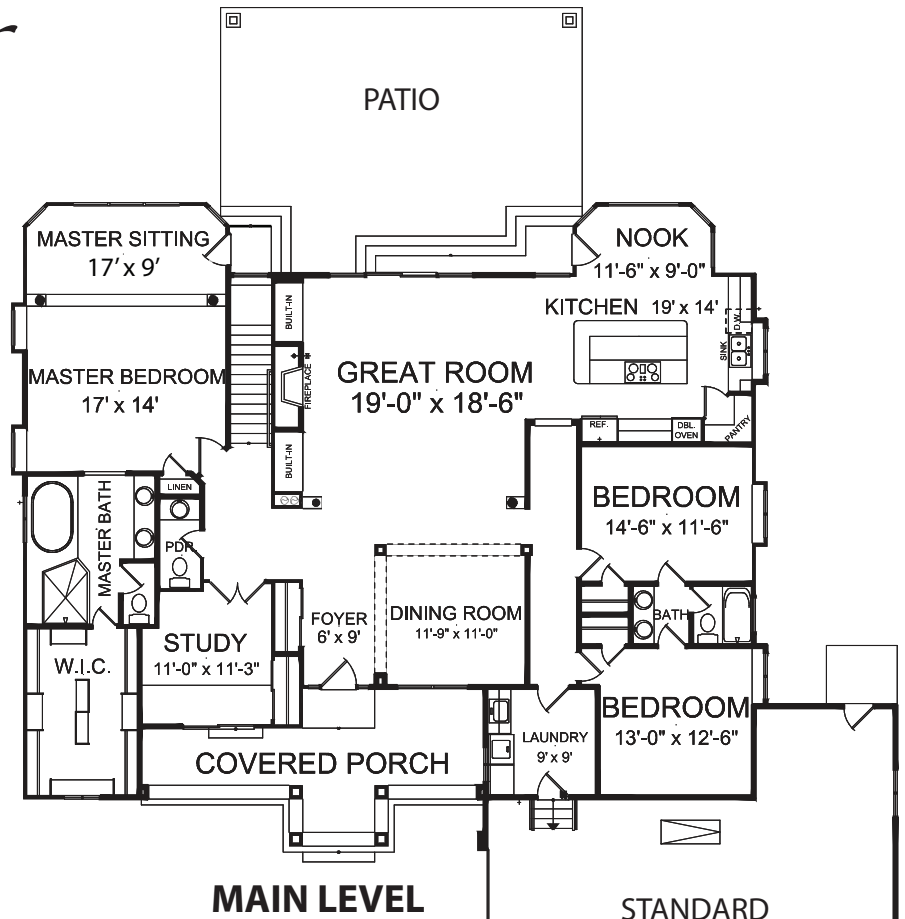 PATIO
MASTER SITTING
17' x 9'
NOOK
11'-6" x 9'-0"
KITCHEN 19' x 14'
BUILT-IN
D.W.
SINK
FIREPLACE
GREAT ROOM
19'-0" x 18'-6"
MASTER BEDROOM
17' x 14'
REF.
DBL.
OVEN
PANTRY
BUILT-IN
LINEN
BEDROOM
14'-6" x 11'-6"
MASTER BATH
PDR.
FOYER
6' x 9'
DINING ROOM
11'-9" x 11'-0"
BATH
STUDY
11'-0" x 11'-3"
W.I.C.
BEDROOM
13'-0" x 12'-6"
LAUNDRY
9' x 9'
COVERED PORCH
MAIN LEVEL
STANDARD